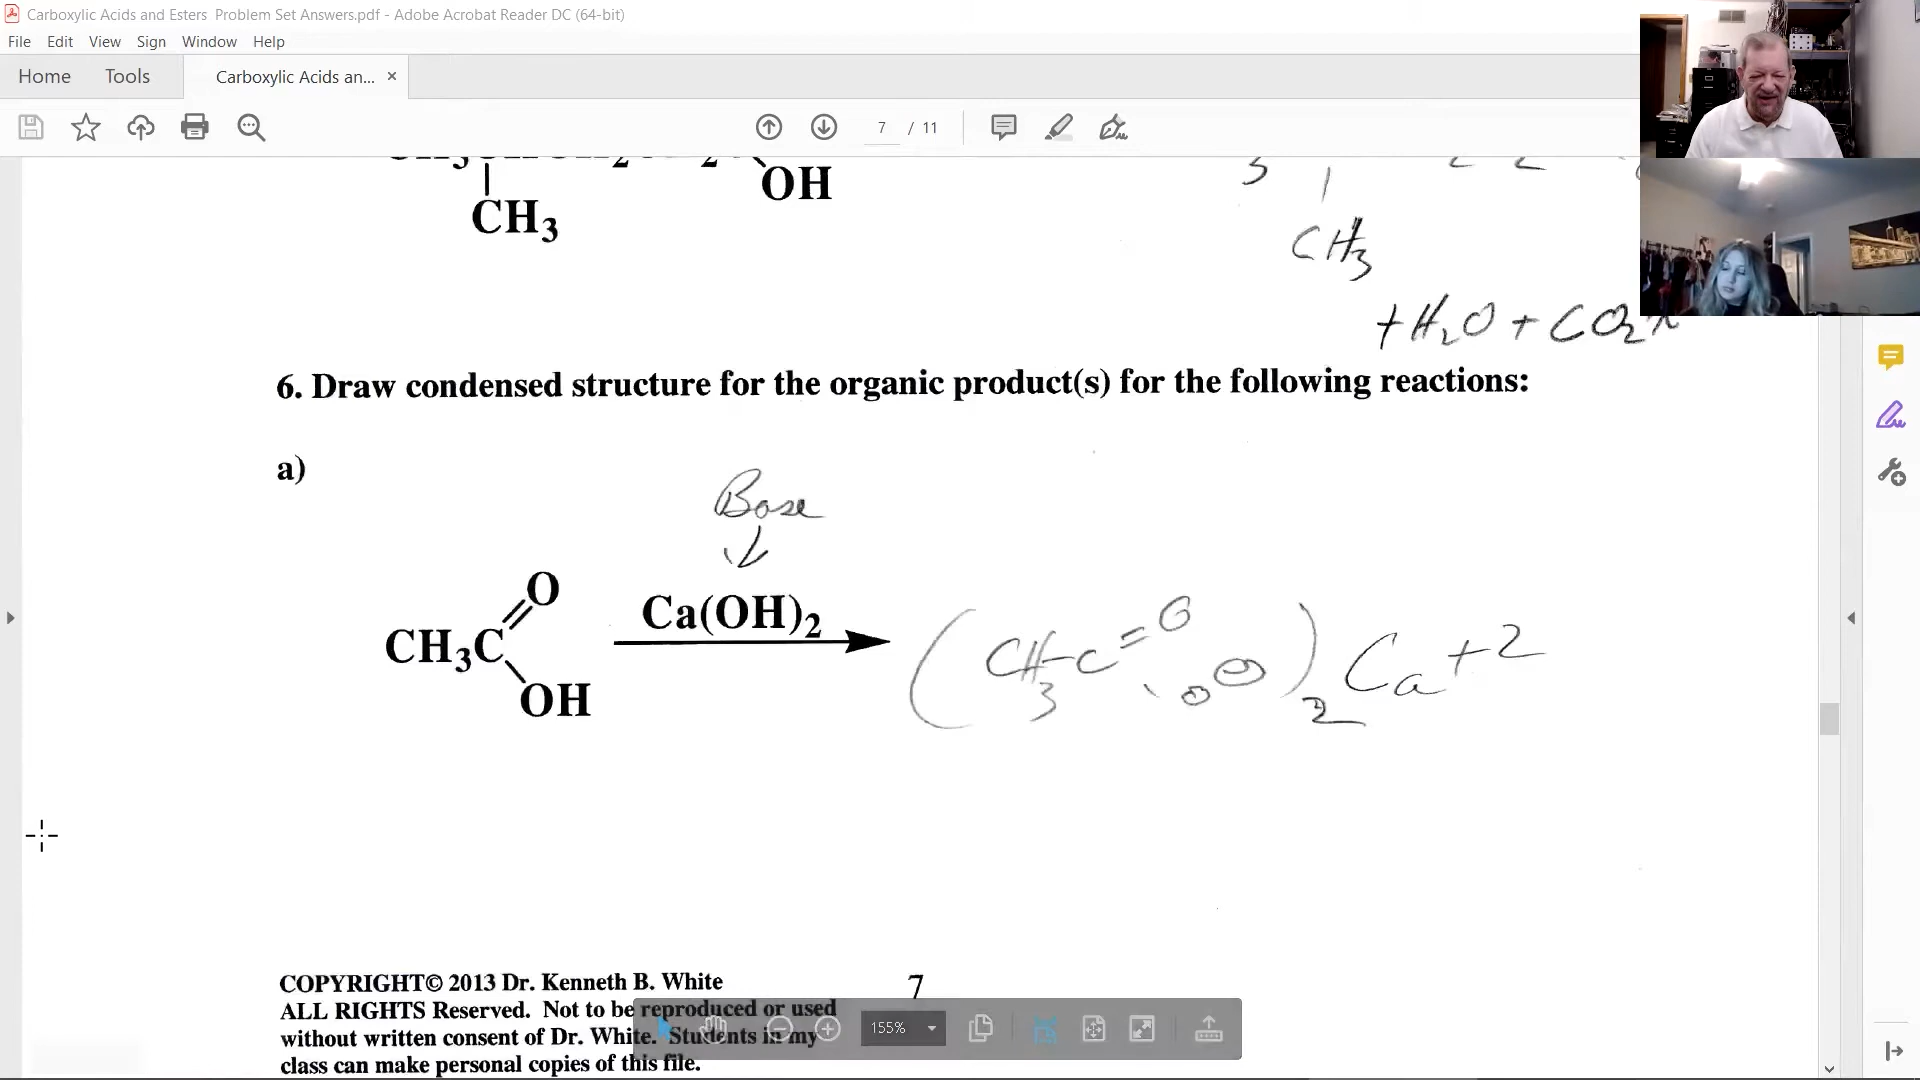 Carboxylic Acids and Esters  Problem Set Answers.pdf - Adobe Acrobat Reader DC (64-bit)
File Edit View Sign Window Help
Home Tools Carboxylic Acids an... ×
7 / 11
OH
CH3
3 2 2
CH3
+H2O + CO2
6. Draw condensed structure for the organic product(s) for the following reactions:
a)
Base
O
CH3C
OH
Ca(OH)2
(CH3-C=O
O⊖)2 Ca+2
COPYRIGHT© 2013 Dr. Kenneth B. White
7
ALL RIGHTS Reserved. Not to be reproduced or used
without written consent of Dr. White. Students in my
class can make personal copies of this file.
155%